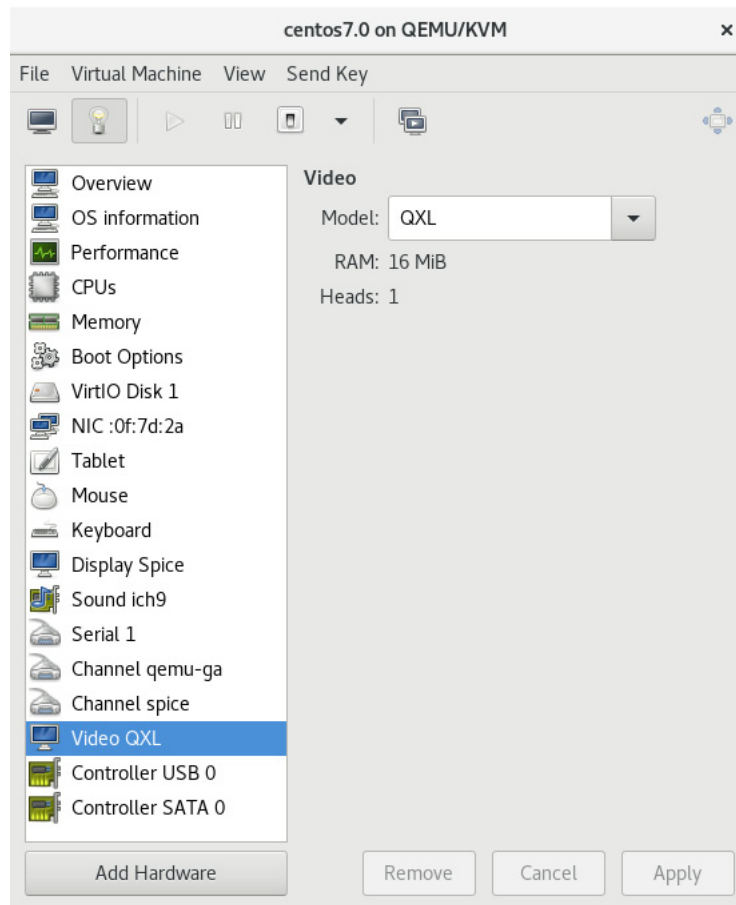 centos7.0 on QEMU/KVM ×
File Virtual Machine View Send Key
Overview
OS information
Performance
CPUs
Memory
Boot Options
VirtIO Disk 1
NIC :0f:7d:2a
Tablet
Mouse
Keyboard
Display Spice
Sound ich9
Serial 1
Channel qemu-ga
Channel spice
Video QXL
Controller USB 0
Controller SATA 0
Add Hardware
Video
Model: QXL
RAM: 16 MiB
Heads: 1
Remove Cancel Apply